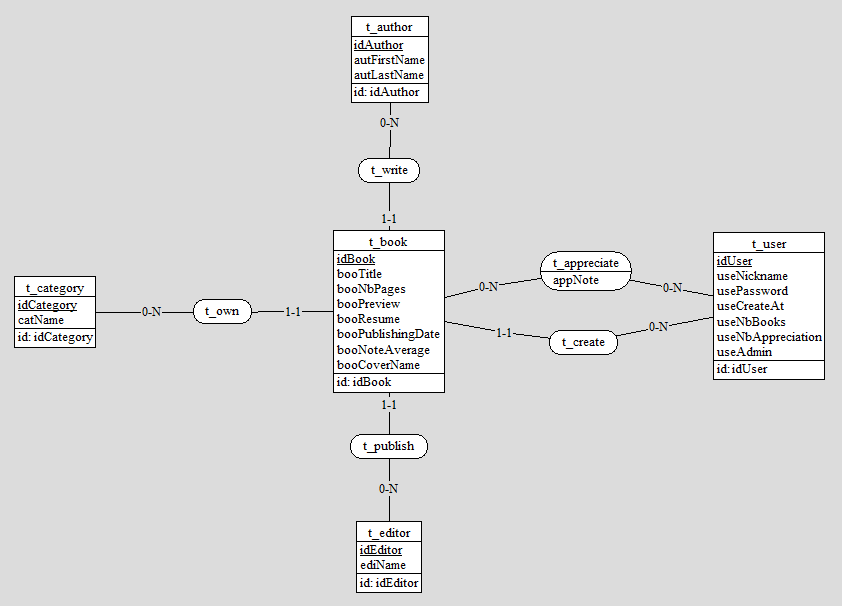 t_author
idAuthor
autFirstName
autLastName
id: idAuthor
0-N
t_write
1-1
t_book
idBook
booTitle
booNbPages
booPreview
booResume
booPublishingDate
booNoteAverage
booCoverName
id: idBook
t_category
idCategory
catName
id: idCategory
0-N
t_own
1-1
0-N
t_appreciate
appNote
0-N
1-1
t_create
0-N
t_user
idUser
useNickname
usePassword
useCreateAt
useNbBooks
useNbAppreciation
useAdmin
id: idUser
1-1
t_publish
0-N
t_editor
idEditor
ediName
id: idEditor